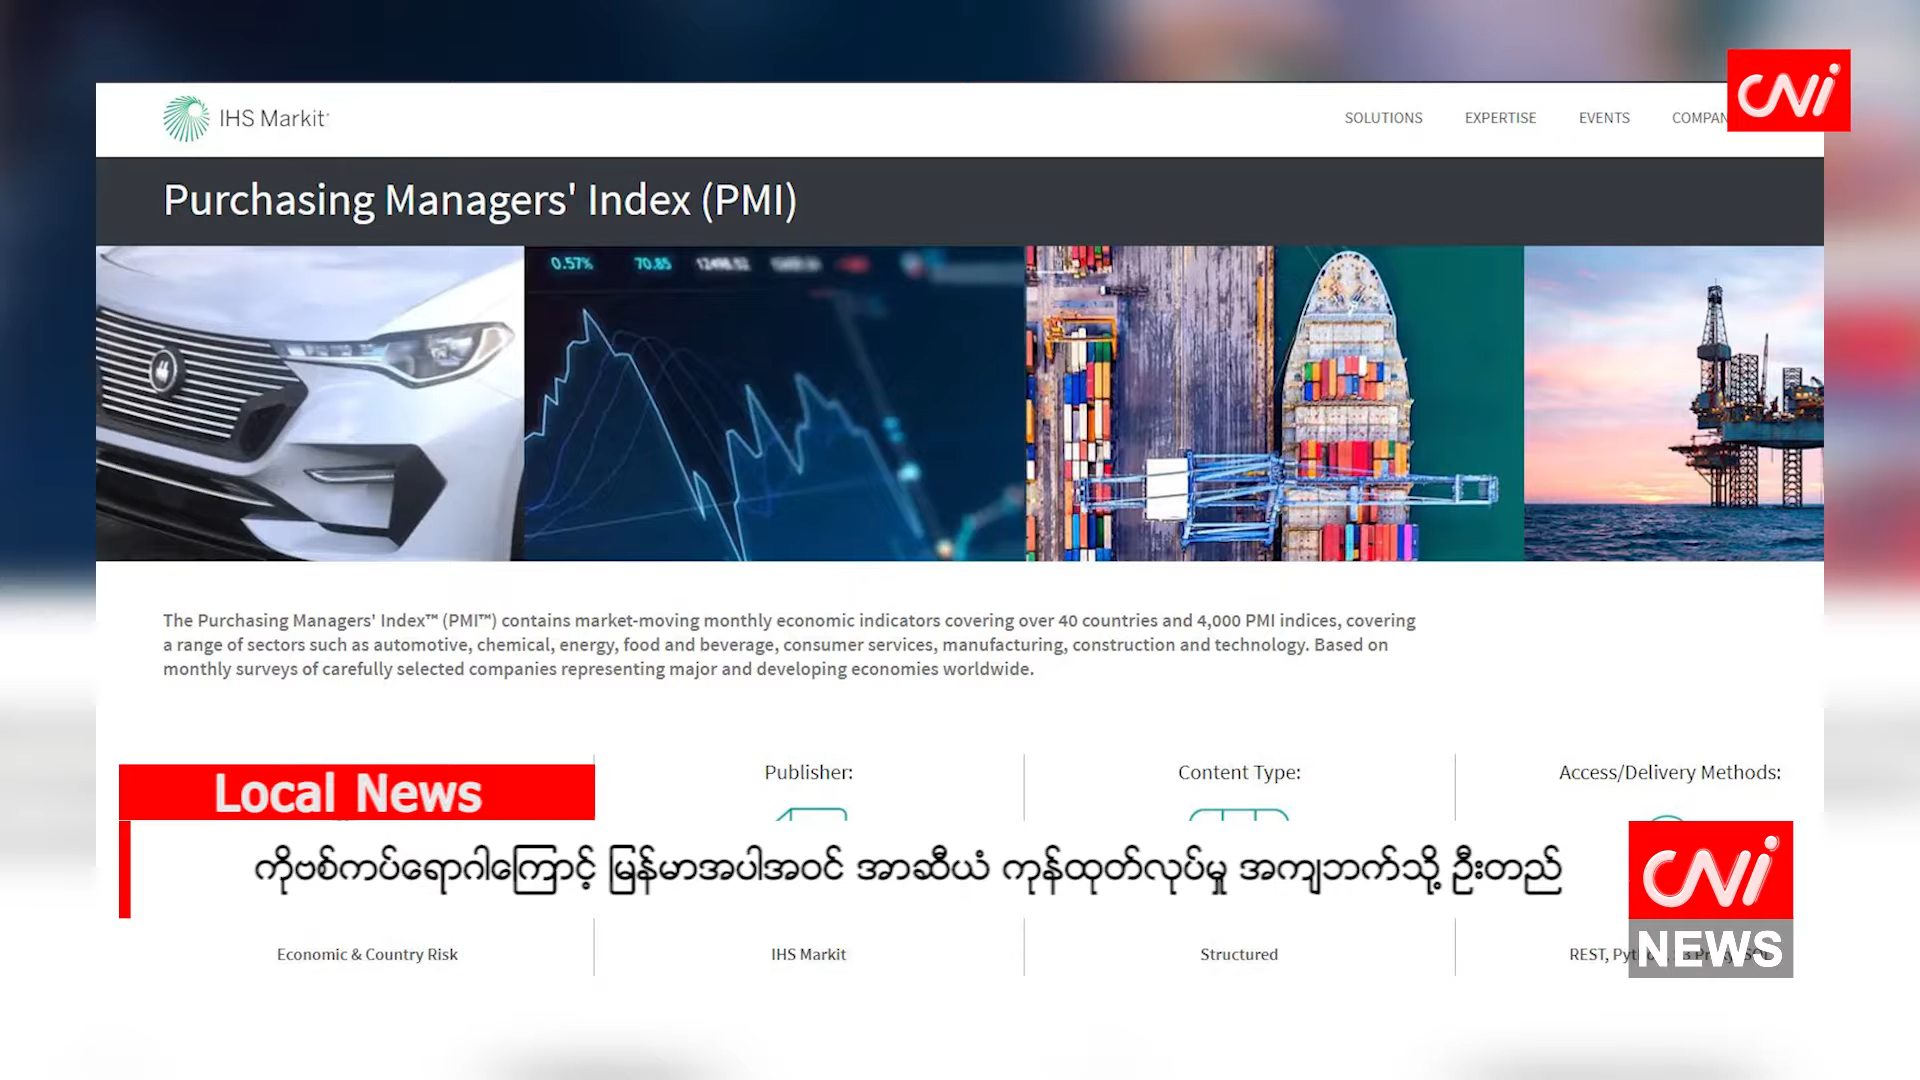 CNi
IHS Markit
SOLUTIONS EXPERTISE EVENTS
Purchasing Managers' Index (PMI)
0.57% 70.85
The Purchasing Managers' Index™ (PMI™) contains market-moving monthly economic indicators covering over 40 countries and 4,000 PMI indices, covering
a range of sectors such as automotive, chemical, energy, food and beverage, consumer services, manufacturing, construction and technology. Based on
monthly surveys of carefully selected companies representing major and developing economies worldwide.
Publisher: Content Type: Access/Delivery Methods:
Local News
ကိုဗစ်ကပ်ရောဂါကြောင့် မြန်မာအပါအဝင် အာဆီယံ ကုန်ထုတ်လုပ်မှု အကျဘက်သို့ ဦးတည်
CNi
NEWS
Economic & Country Risk IHS Markit Structured REST,